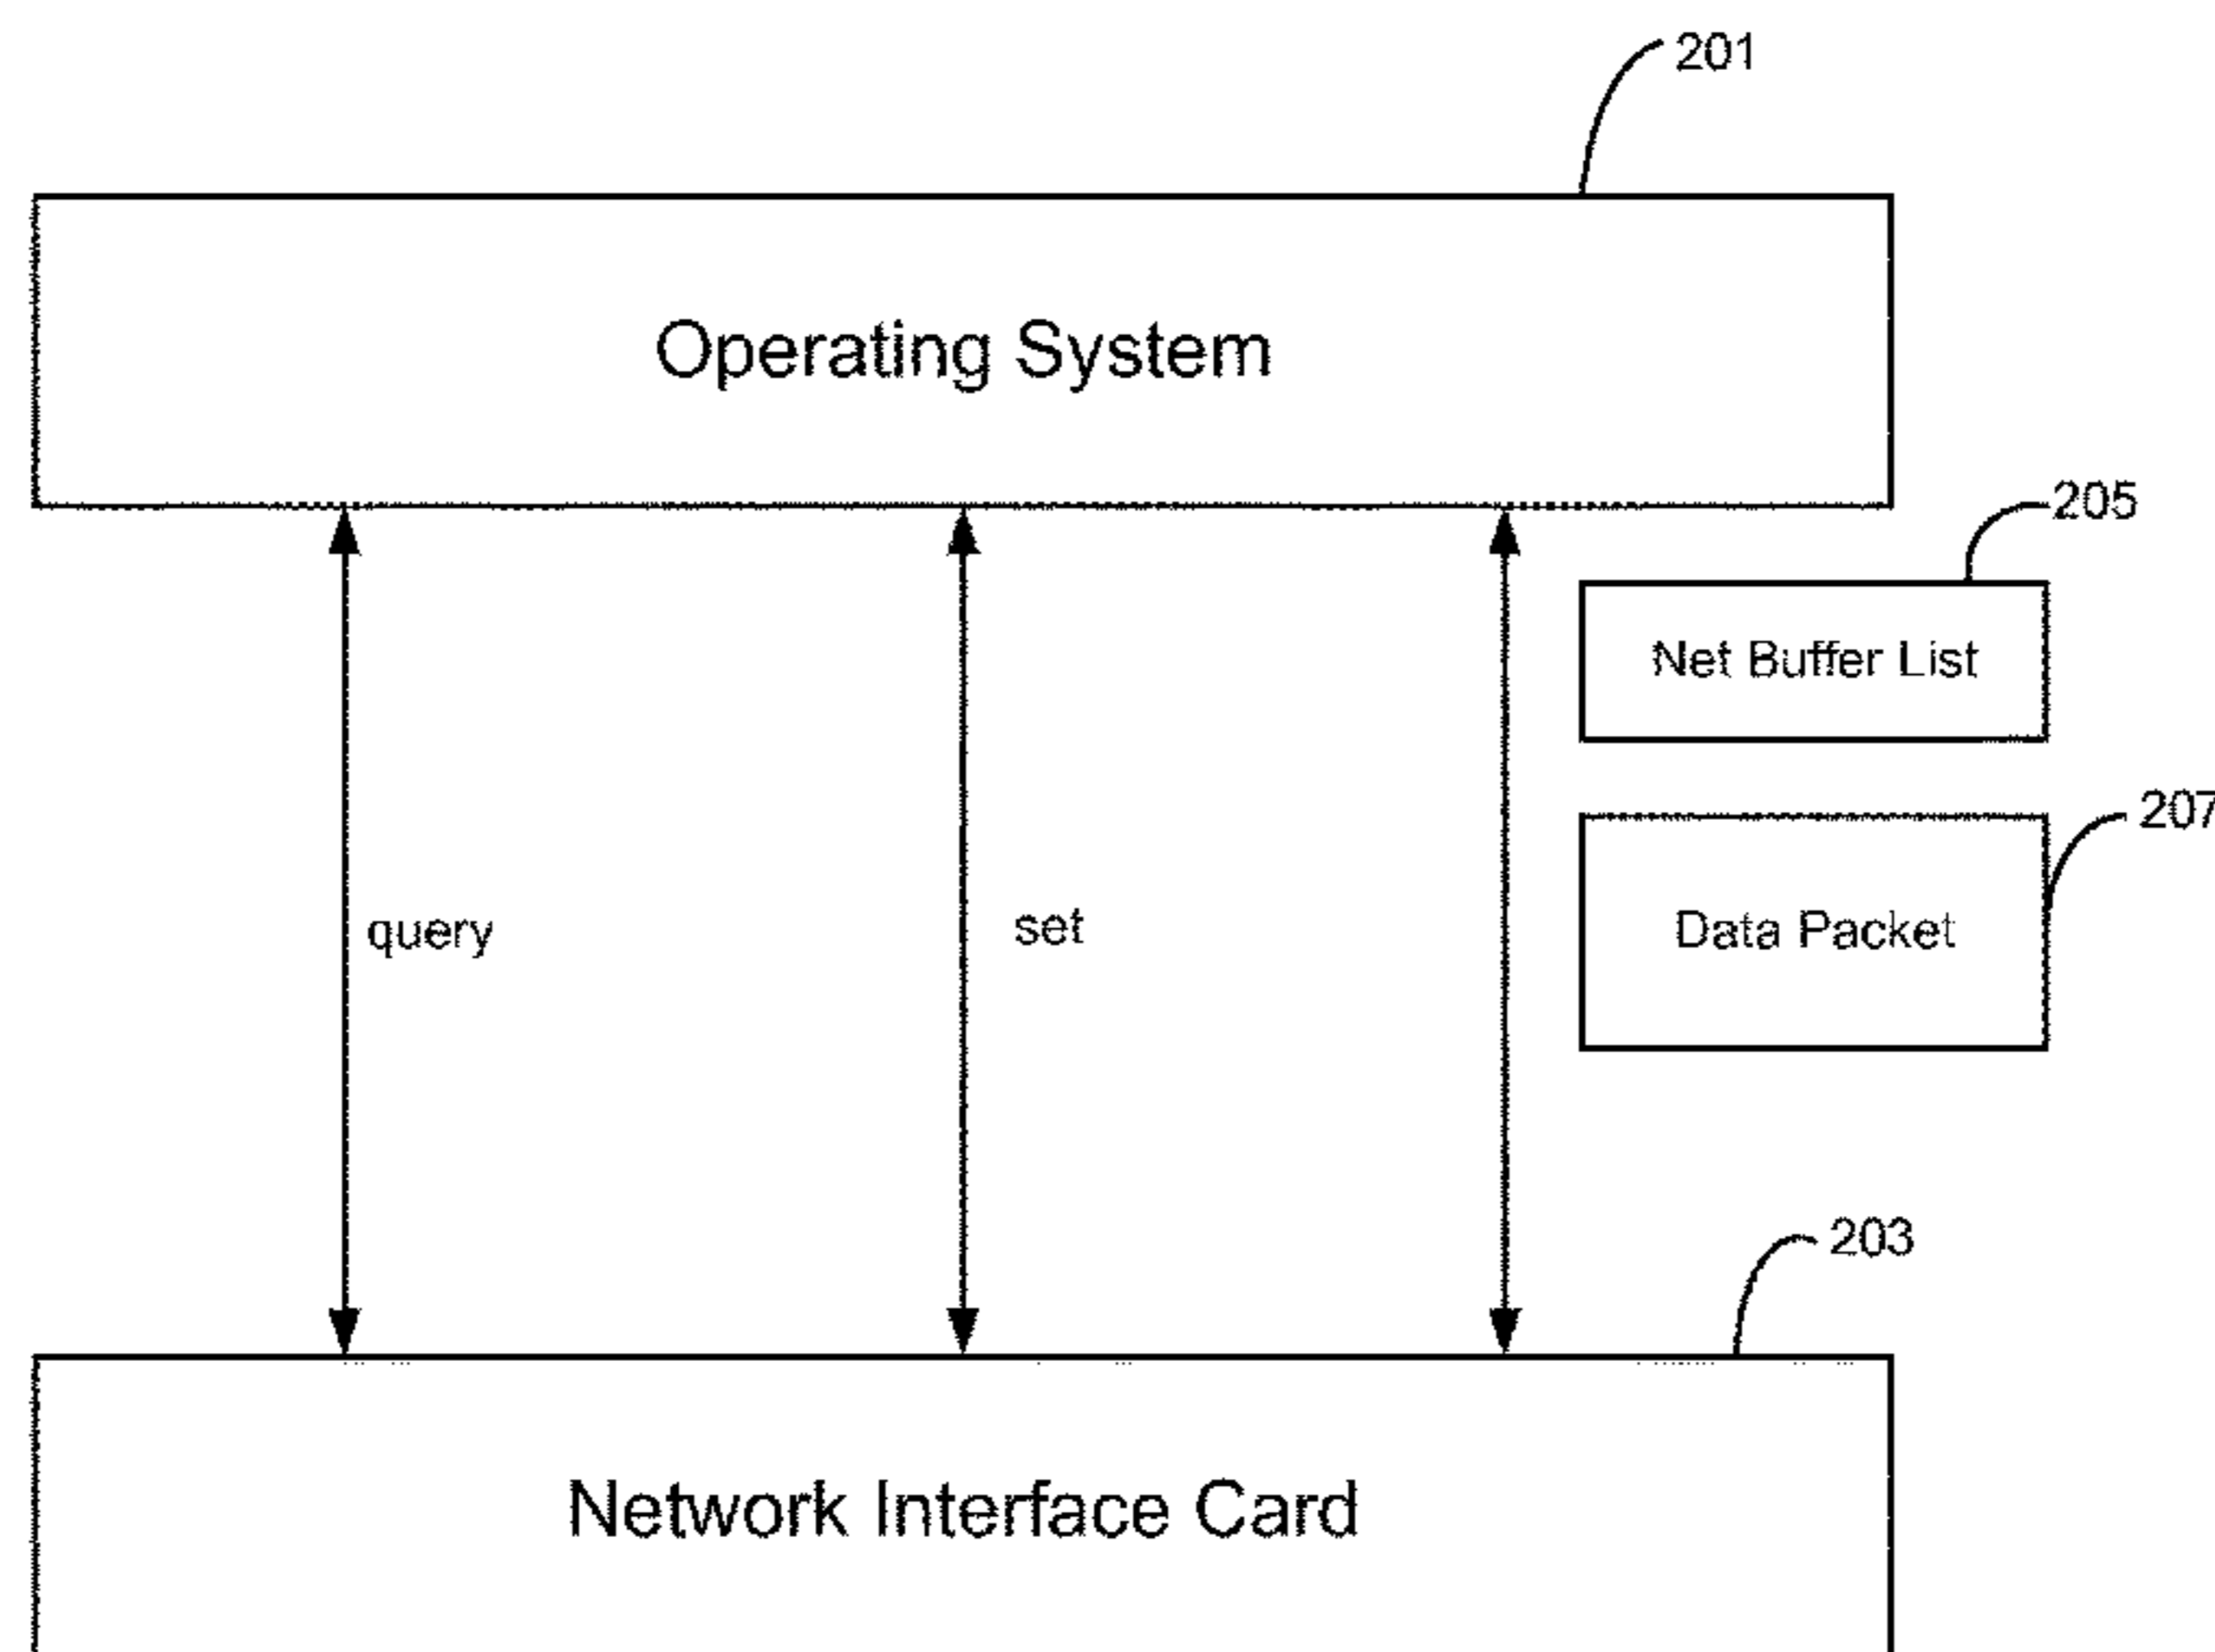 201
Operating System
205
Net Buffer List
207
query
set
Data Packet
203
Network Interface Card